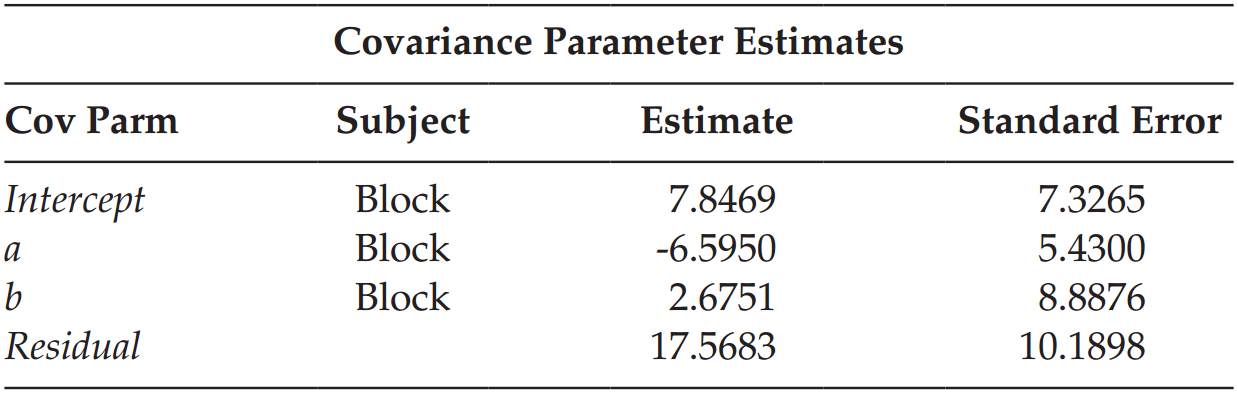 Covariance Parameter Estimates
Cov Parm Subject Estimate Standard Error
Intercept Block 7.8469 7.3265
a Block -6.5950 5.4300
b Block 2.6751 8.8876
Residual 17.5683 10.1898